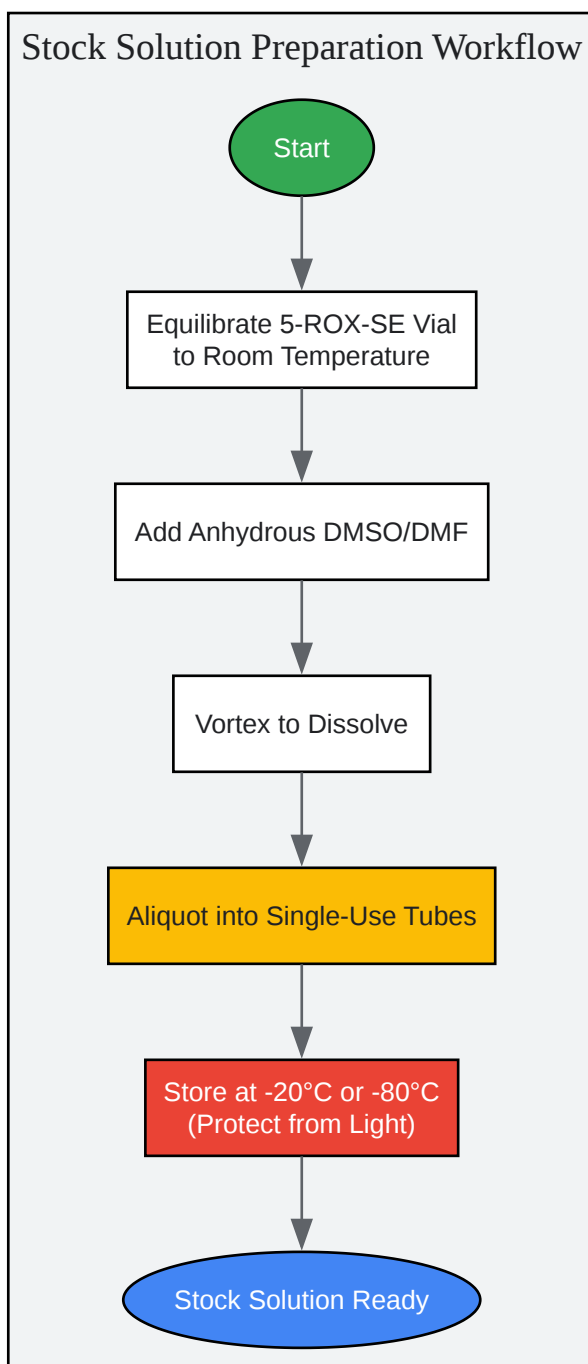 Stock Solution Preparation Workflow
Start
Equilibrate 5-ROX-SE Vial
to Room Temperature
Add Anhydrous DMSO/DMF
Vortex to Dissolve
Aliquot into Single-Use Tubes
Store at -20°C or -80°C
(Protect from Light)
Stock Solution Ready